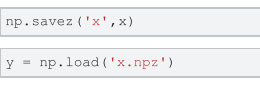 np.savez('x',x)
y = np.load('x.npz')